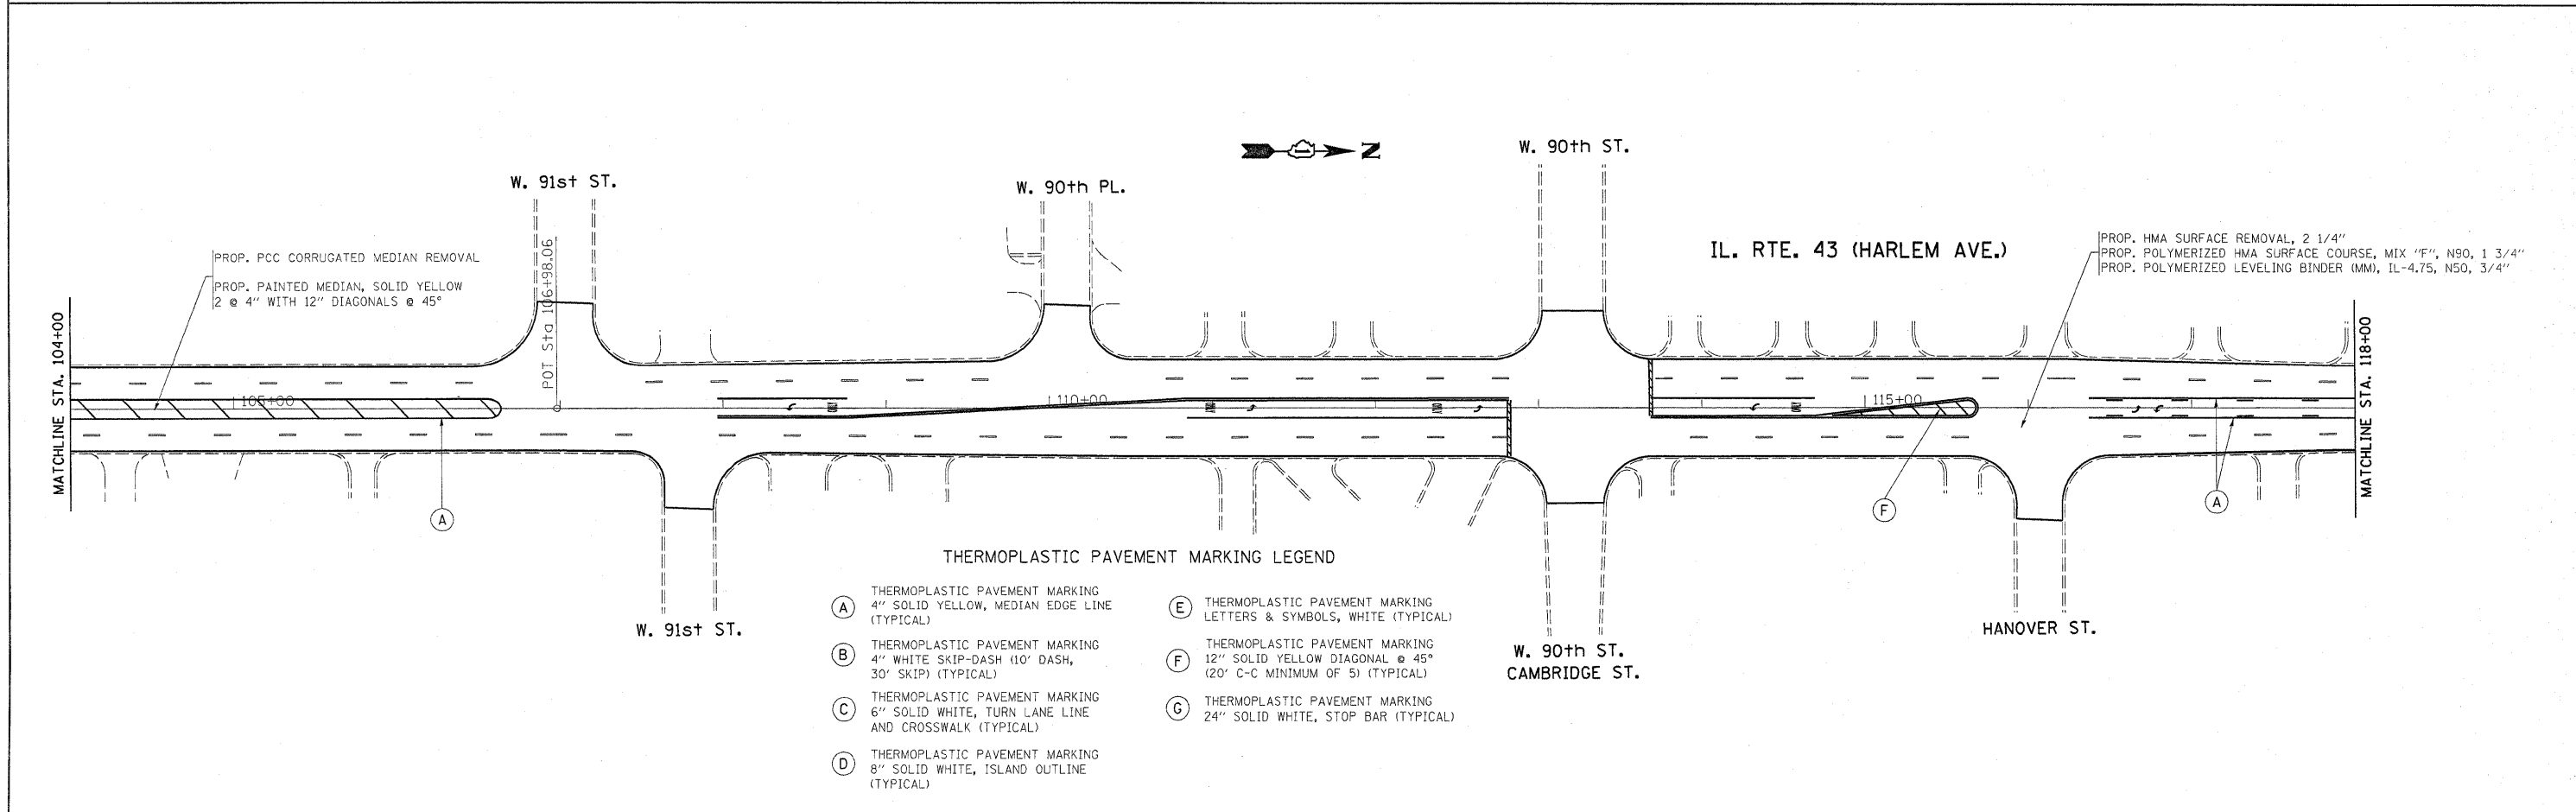 N
W. 90th ST.
W. 91st ST.
W. 90th PL.
IL. RTE. 43 (HARLEM AVE.)
PROP. HMA SURFACE REMOVAL, 2 1/4"
PROP. POLYMERIZED HMA SURFACE COURSE, MIX "F", N90, 1 3/4"
PROP. POLYMERIZED LEVELING BINDER (MM), IL-4.75, N50, 3/4"
PROP. PCC CORRUGATED MEDIAN REMOVAL
PROP. PAINTED MEDIAN, SOLID YELLOW
2 @ 4" WITH 12" DIAGONALS @ 45°
POT Sta 106+98.06
MATCHLINE STA. 104+00
MATCHLINE STA. 118+00
105+00
110+00
115+00
ONLY
ONLY
ONLY
ONLY
A
F
A
THERMOPLASTIC PAVEMENT MARKING LEGEND
A
THERMOPLASTIC PAVEMENT MARKING
4" SOLID YELLOW, MEDIAN EDGE LINE
(TYPICAL)
B
THERMOPLASTIC PAVEMENT MARKING
4" WHITE SKIP-DASH (10' DASH,
30' SKIP) (TYPICAL)
C
THERMOPLASTIC PAVEMENT MARKING
6" SOLID WHITE, TURN LANE LINE
AND CROSSWALK (TYPICAL)
D
THERMOPLASTIC PAVEMENT MARKING
8" SOLID WHITE, ISLAND OUTLINE
(TYPICAL)
E
THERMOPLASTIC PAVEMENT MARKING
LETTERS & SYMBOLS, WHITE (TYPICAL)
F
THERMOPLASTIC PAVEMENT MARKING
12" SOLID YELLOW DIAGONAL @ 45°
(20' C-C MINIMUM OF 5) (TYPICAL)
G
THERMOPLASTIC PAVEMENT MARKING
24" SOLID WHITE, STOP BAR (TYPICAL)
W. 91st ST.
W. 90th ST.
CAMBRIDGE ST.
HANOVER ST.